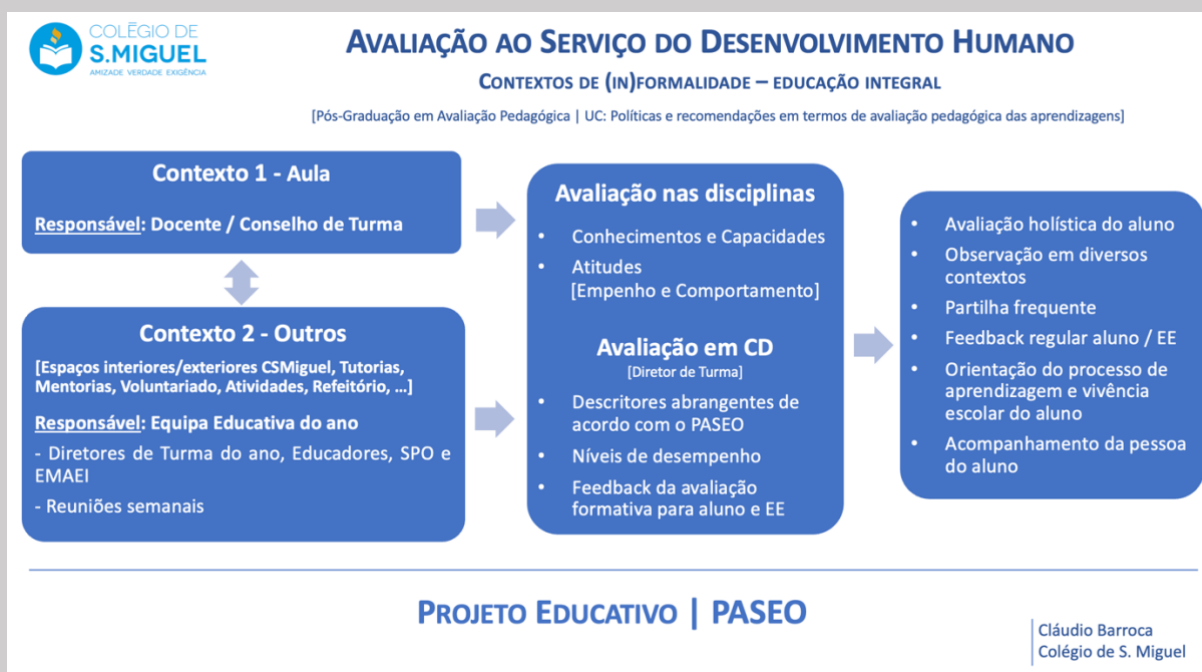 COLÉGIO DE
S.MIGUEL
AMIZADE VERDADE EXIGÊNCIA
AVALIAÇÃO AO SERVIÇO DO DESENVOLVIMENTO HUMANO
CONTEXTOS DE (IN)FORMALIDADE – EDUCAÇÃO INTEGRAL
[Pós-Graduação em Avaliação Pedagógica | UC: Políticas e recomendações em termos de avaliação pedagógica das aprendizagens]
Contexto 1 - Aula
Responsável: Docente / Conselho de Turma
Contexto 2 - Outros
[Espaços interiores/exteriores CSMiguel, Tutorias,
Mentorias, Voluntariado, Atividades, Refeitório, ...]
Responsável: Equipa Educativa do ano
- Diretores de Turma do ano, Educadores, SPO e
EMAEI
- Reuniões semanais
Avaliação nas disciplinas
• Conhecimentos e Capacidades
• Atitudes
[Empenho e Comportamento]
Avaliação em CD
[Diretor de Turma]
• Descritores abrangentes de
acordo com o PASEO
• Níveis de desempenho
• Feedback da avaliação
formativa para aluno e EE
• Avaliação holística do aluno
• Observação em diversos
contextos
• Partilha frequente
• Feedback regular aluno / EE
• Orientação do processo de
aprendizagem e vivência
escolar do aluno
• Acompanhamento da pessoa
do aluno
PROJETO EDUCATIVO | PASEO
Cláudio Barroca
Colégio de S. Miguel